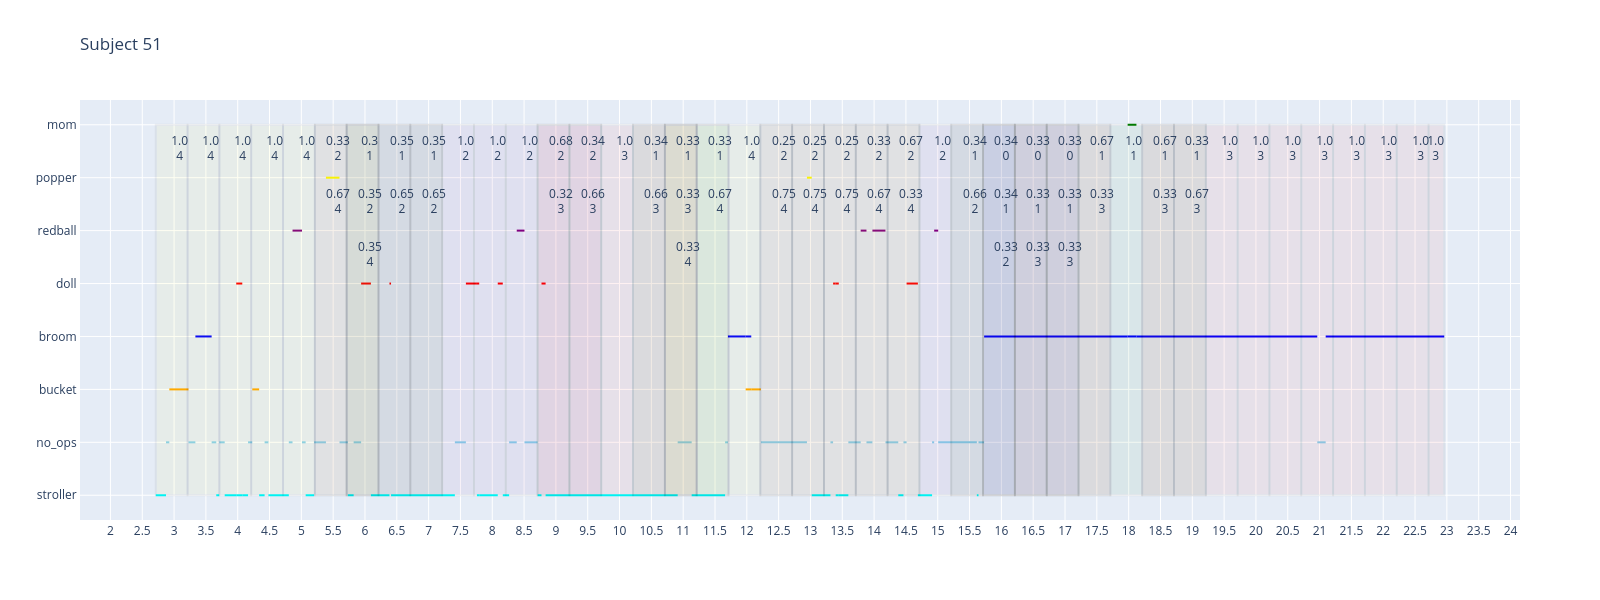 Subject 51
mom
1.0 1.0 1.0 1.0 1.0 0.33 0.3 0.35 0.35 1.0 1.0 1.0 0.68 0.34 1.0 0.34 0.33 0.33 1.0 0.25 0.25 0.25 0.33 0.67 1.0 0.34 0.34 0.33 0.33 0.67 1.0 0.67 0.33 1.0 1.0 1.0 1.0 1.0 1.0 1.0 1.0
4 4 4 4 4 2 1 1 1 2 2 2 2 2 3 1 1 1 4 2 2 2 2 2 2 1 0 0 0 1 1 1 1 3 3 3 3 3 3 3 3
popper
0.67 0.35 0.65 0.65 0.32 0.66 0.66 0.33 0.67 0.75 0.75 0.75 0.67 0.33 0.66 0.34 0.33 0.33 0.33 0.33 0.67
4 2 2 2 3 3 3 3 4 4 4 4 4 4 2 1 1 1 3 3 3
redball
0.35 0.33 0.33 0.33 0.33
4 4 2 3 3
doll
broom
bucket
no_ops
stroller
2 2.5 3 3.5 4 4.5 5 5.5 6 6.5 7 7.5 8 8.5 9 9.5 10 10.5 11 11.5 12 12.5 13 13.5 14 14.5 15 15.5 16 16.5 17 17.5 18 18.5 19 19.5 20 20.5 21 21.5 22 22.5 23 23.5 24